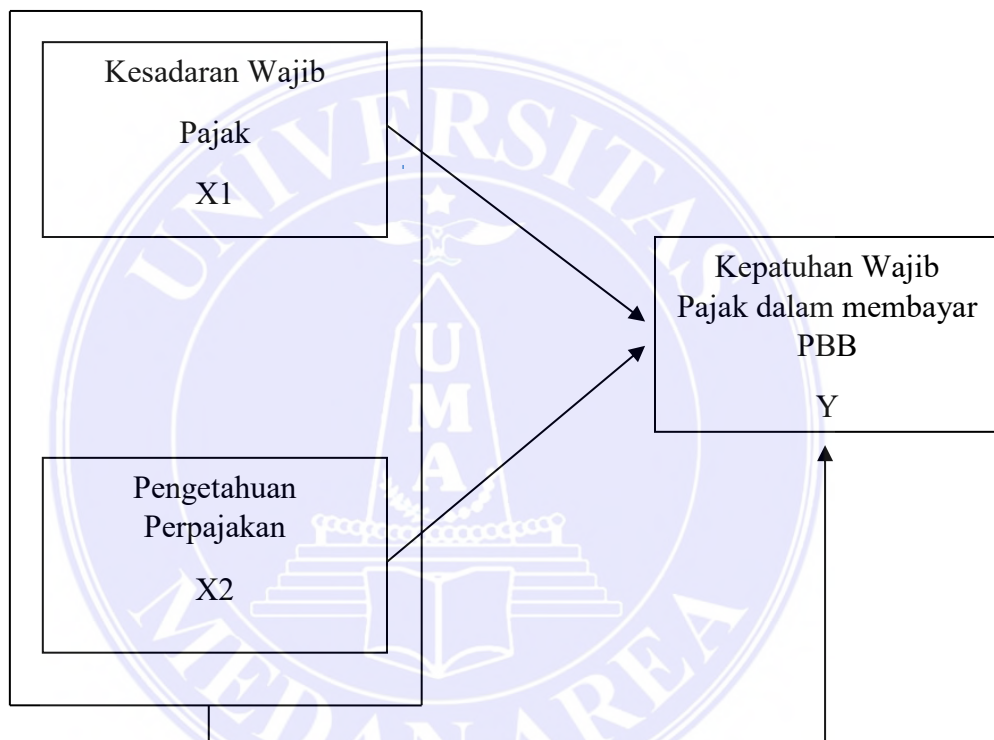 Kesadaran Wajib
Pajak
X1
Pengetahuan
Perpajakan
X2
Kepatuhan Wajib
Pajak dalam membayar
PBB
Y
UNIVERSITAS
UMA
MEDAN AREA